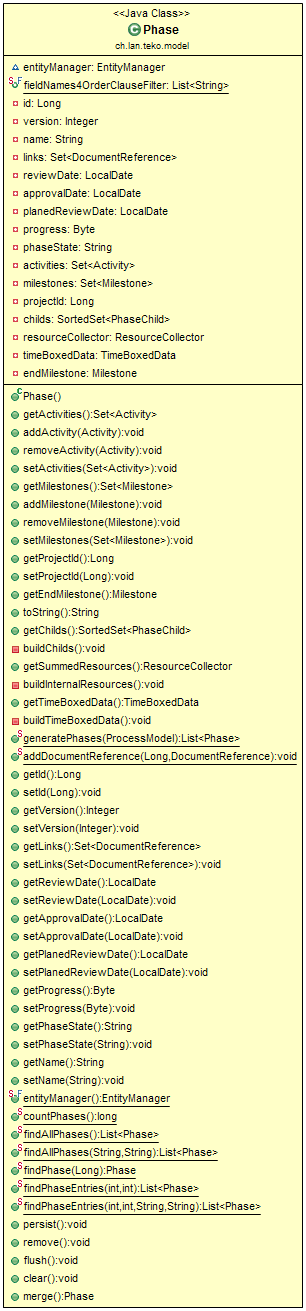 <<Java Class>>
Phase
ch.lan.teko.model
entityManager: EntityManager
fieldNames4OrderClauseFilter: List<String>
id: Long
version: Integer
name: String
links: Set<DocumentReference>
reviewDate: LocalDate
approvalDate: LocalDate
planedReviewDate: LocalDate
progress: Byte
phaseState: String
activities: Set<Activity>
milestones: Set<Milestone>
projectId: Long
childs: SortedSet<PhaseChild>
resourceCollector: ResourceCollector
timeBoxedData: TimeBoxedData
endMilestone: Milestone
Phase()
getActivities():Set<Activity>
addActivity(Activity):void
removeActivity(Activity):void
setActivities(Set<Activity>):void
getMilestones():Set<Milestone>
addMilestone(Milestone):void
removeMilestone(Milestone):void
setMilestones(Set<Milestone>):void
getProjectId():Long
setProjectId(Long):void
getEndMilestone():Milestone
toString():String
getChilds():SortedSet<PhaseChild>
buildChilds():void
getSummedResources():ResourceCollector
buildInternalResources():void
getTimeBoxedData():TimeBoxedData
buildTimeBoxedData():void
generatePhases(ProcessModel):List<Phase>
addDocumentReference(Long,DocumentReference):void
getId():Long
setId(Long):void
getVersion():Integer
setVersion(Integer):void
getLinks():Set<DocumentReference>
setLinks(Set<DocumentReference>):void
getReviewDate():LocalDate
setReviewDate(LocalDate):void
getApprovalDate():LocalDate
setApprovalDate(LocalDate):void
getPlanedReviewDate():LocalDate
setPlanedReviewDate(LocalDate):void
getProgress():Byte
setProgress(Byte):void
getPhaseState():String
setPhaseState(String):void
getName():String
setName(String):void
entityManager():EntityManager
countPhases():long
findAllPhases():List<Phase>
findAllPhases(String,String):List<Phase>
findPhase(Long):Phase
findPhaseEntries(int,int):List<Phase>
findPhaseEntries(int,int,String,String):List<Phase>
persist():void
remove():void
flush():void
clear():void
merge():Phase